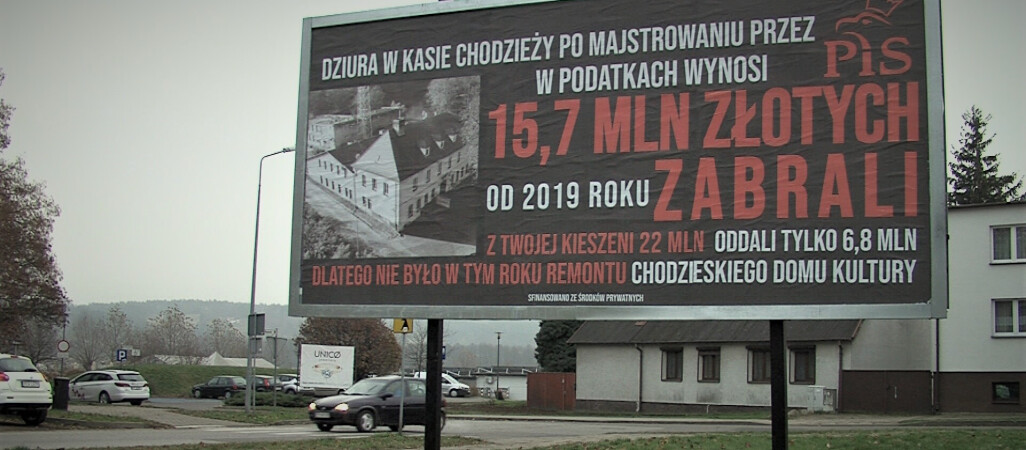 DZIURA W KASIE CHODZIEŻY PO MAJSTROWANIU PRZEZ
PiS
W PODATKACH WYNOSI
15,7 MLN ZŁOTYCH
OD 2019 ROKU ZABRALI
Z TWOJEJ KIESZENI 22 MLN ODDALI TYLKO 6,8 MLN
DLATEGO NIE BYŁO W TYM ROKU REMONTU CHODZIESKIEGO DOMU KULTURY
SFINANSOWANO ZE ŚRODKÓW PRYWATNYCH
UNICO
P